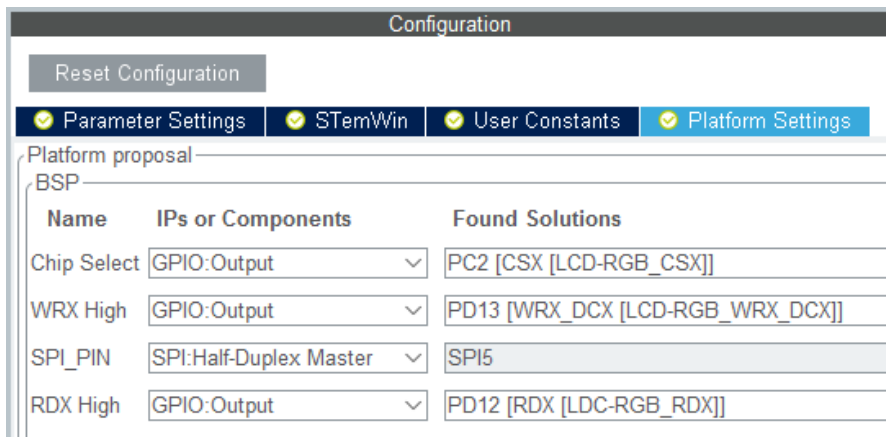 Configuration
Reset Configuration
Parameter Settings STemWin User Constants Platform Settings
Platform proposal
BSP
Name IPs or Components Found Solutions
Chip Select GPIO:Output PC2 [CSX [LCD-RGB_CSX]]
WRX High GPIO:Output PD13 [WRX_DCX [LCD-RGB_WRX_DCX]]
SPI_PIN SPI:Half-Duplex Master SPI5
RDX High GPIO:Output PD12 [RDX [LDC-RGB_RDX]]